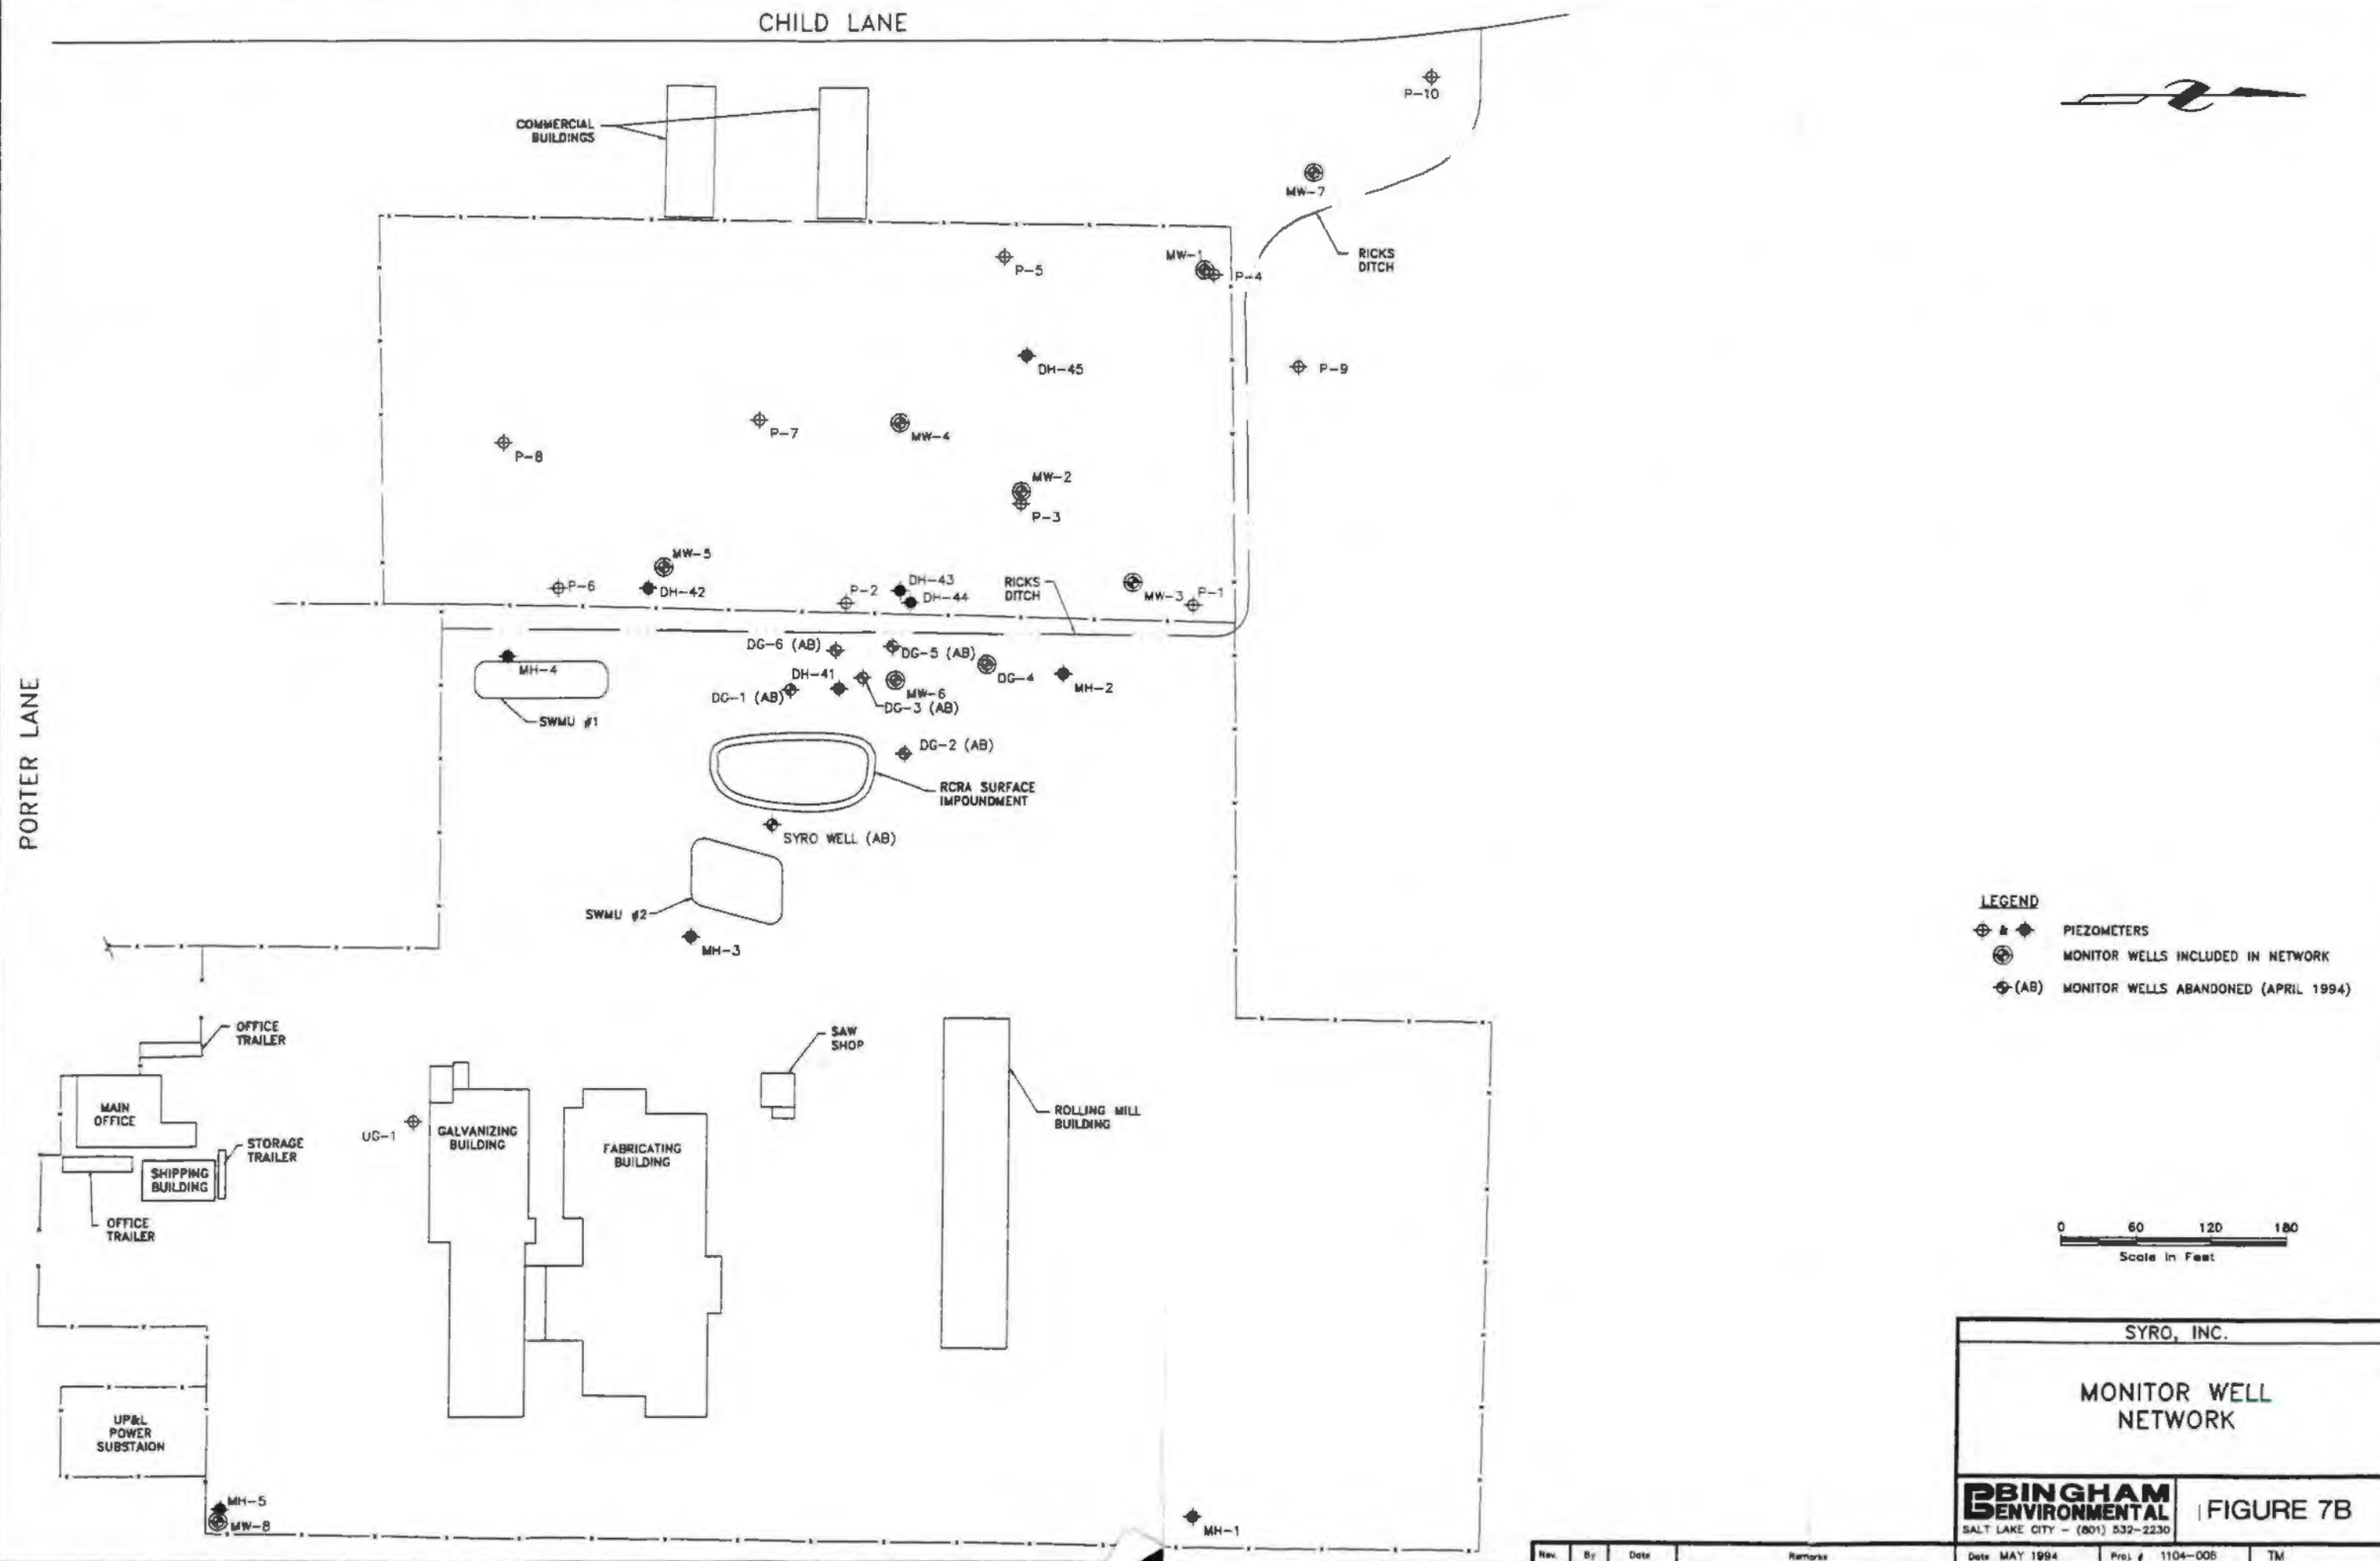 CHILD LANE
P-10
COMMERCIAL
BUILDINGS
MW-7
RICKS
DITCH
P-5
MW-1
P-4
DH-45
P-9
P-7
MW-4
P-8
MW-2
P-3
MW-5
P-6
DH-42
P-2
DH-43
DH-44
RICKS
DITCH
MW-3
P-1
DG-6 (AB)
DG-5 (AB)
MH-4
DH-41
DG-4
MH-2
DG-1 (AB)
MW-6
DG-3 (AB)
SWMU #1
PORTER LANE
DG-2 (AB)
RCRA SURFACE
IMPOUNDMENT
SYRO WELL (AB)
SWMU #2
MH-3
LEGEND
& PIEZOMETERS
MONITOR WELLS INCLUDED IN NETWORK
(AB) MONITOR WELLS ABANDONED (APRIL 1994)
OFFICE
TRAILER
SAW
SHOP
MAIN
OFFICE
ROLLING MILL
BUILDING
UG-1
GALVANIZING
BUILDING
FABRICATING
BUILDING
STORAGE
TRAILER
SHIPPING
BUILDING
OFFICE
TRAILER
0 60 120 180
Scale In Feet
UP&L
POWER
SUBSTAION
MH-5
MW-8
MH-1
SYRO, INC.
MONITOR WELL
NETWORK
BINGHAM
ENVIRONMENTAL
SALT LAKE CITY - (801) 532-2230
FIGURE 7B
Nev. By Date Remarks
Date MAY 1994 Proj # 1104-008 TM